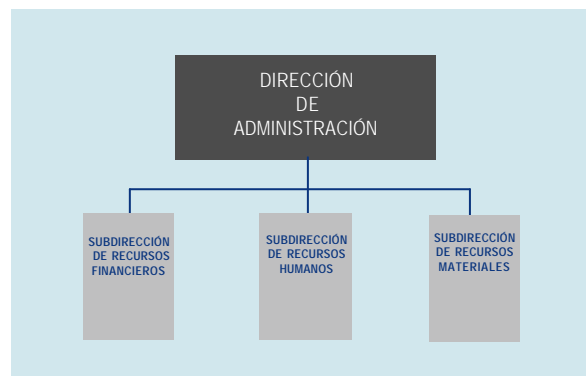 DIRECCIÓN
DE
ADMINISTRACIÓN
SUBDIRECCIÓN
DE RECURSOS
FINANCIEROS
SUBDIRECCIÓN
DE RECURSOS
HUMANOS
SUBDIRECCIÓN
DE RECURSOS
MATERIALES